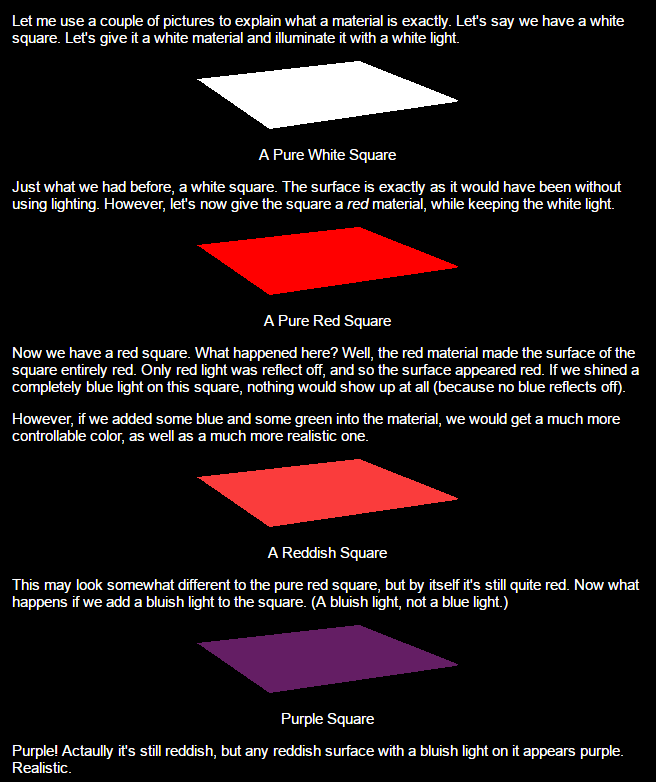 Let me use a couple of pictures to explain what a material is exactly. Let's say we have a white
square. Let's give it a white material and illuminate it with a white light.
A Pure White Square
Just what we had before, a white square. The surface is exactly as it would have been without
using lighting. However, let's now give the square a red material, while keeping the white light.
A Pure Red Square
Now we have a red square. What happened here? Well, the red material made the surface of the
square entirely red. Only red light was reflect off, and so the surface appeared red. If we shined a
completely blue light on this square, nothing would show up at all (because no blue reflects off).
However, if we added some blue and some green into the material, we would get a much more
controllable color, as well as a much more realistic one.
A Reddish Square
This may look somewhat different to the pure red square, but by itself it's still quite red. Now what
happens if we add a bluish light to the square. (A bluish light, not a blue light.)
Purple Square
Purple! Actaully it's still reddish, but any reddish surface with a bluish light on it appears purple.
Realistic.